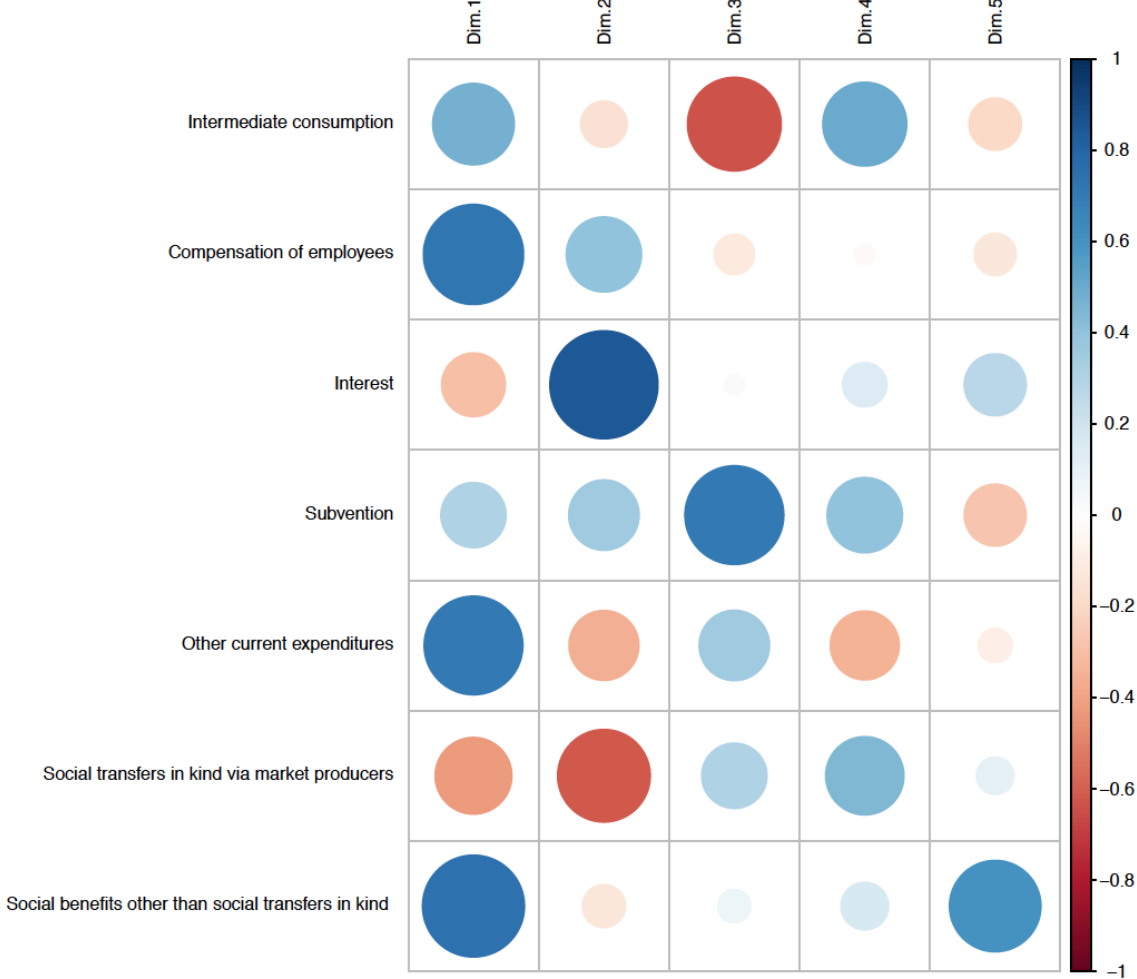 Dim.1 Dim.2 Dim.3 Dim.4 Dim.5
Intermediate consumption
Compensation of employees
Interest
Subvention
Other current expenditures
Social transfers in kind via market producers
Social benefits other than social transfers in kind
1
0.8
0.6
0.4
0.2
0
−0.2
−0.4
−0.6
−0.8
−1